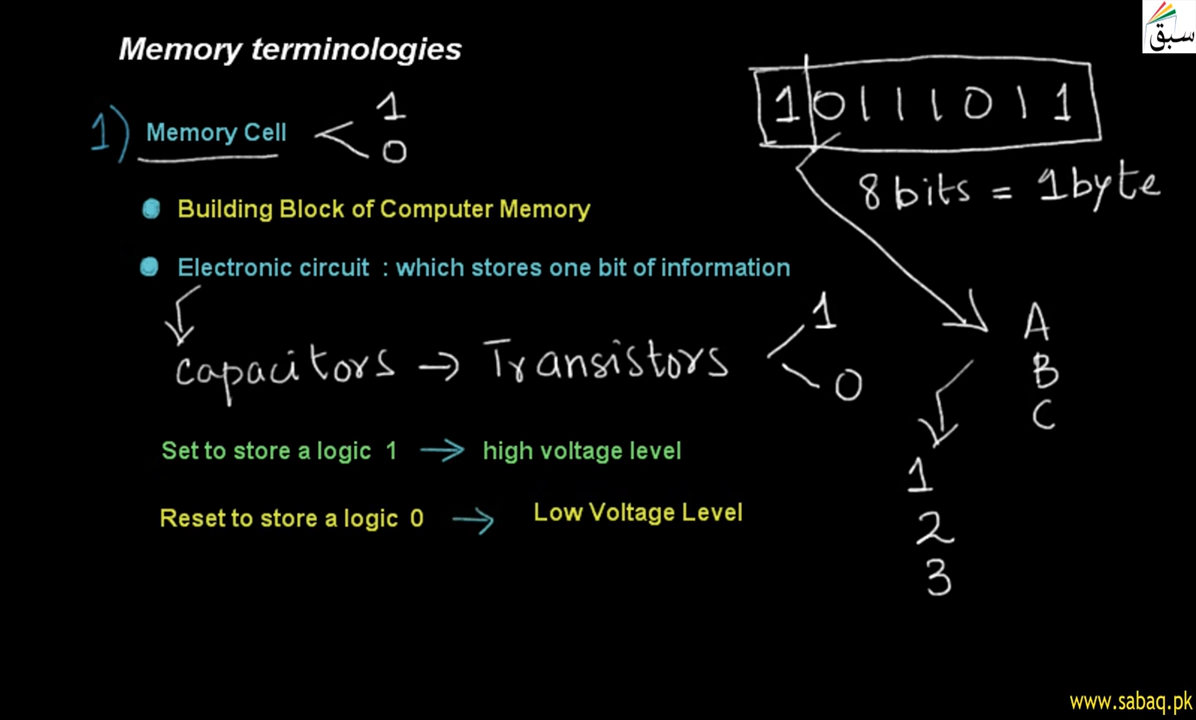 سبق
Memory terminologies
1) Memory Cell
1
0
1 0 1 1 1 0 1 1
8 bits = 1 byte
Building Block of Computer Memory
Electronic circuit : which stores one bit of information
capacitors → Transistors
1
0
A
B
C
Set to store a logic 1 → high voltage level
Reset to store a logic 0 → Low Voltage Level
1
2
3
www.sabaq.pk